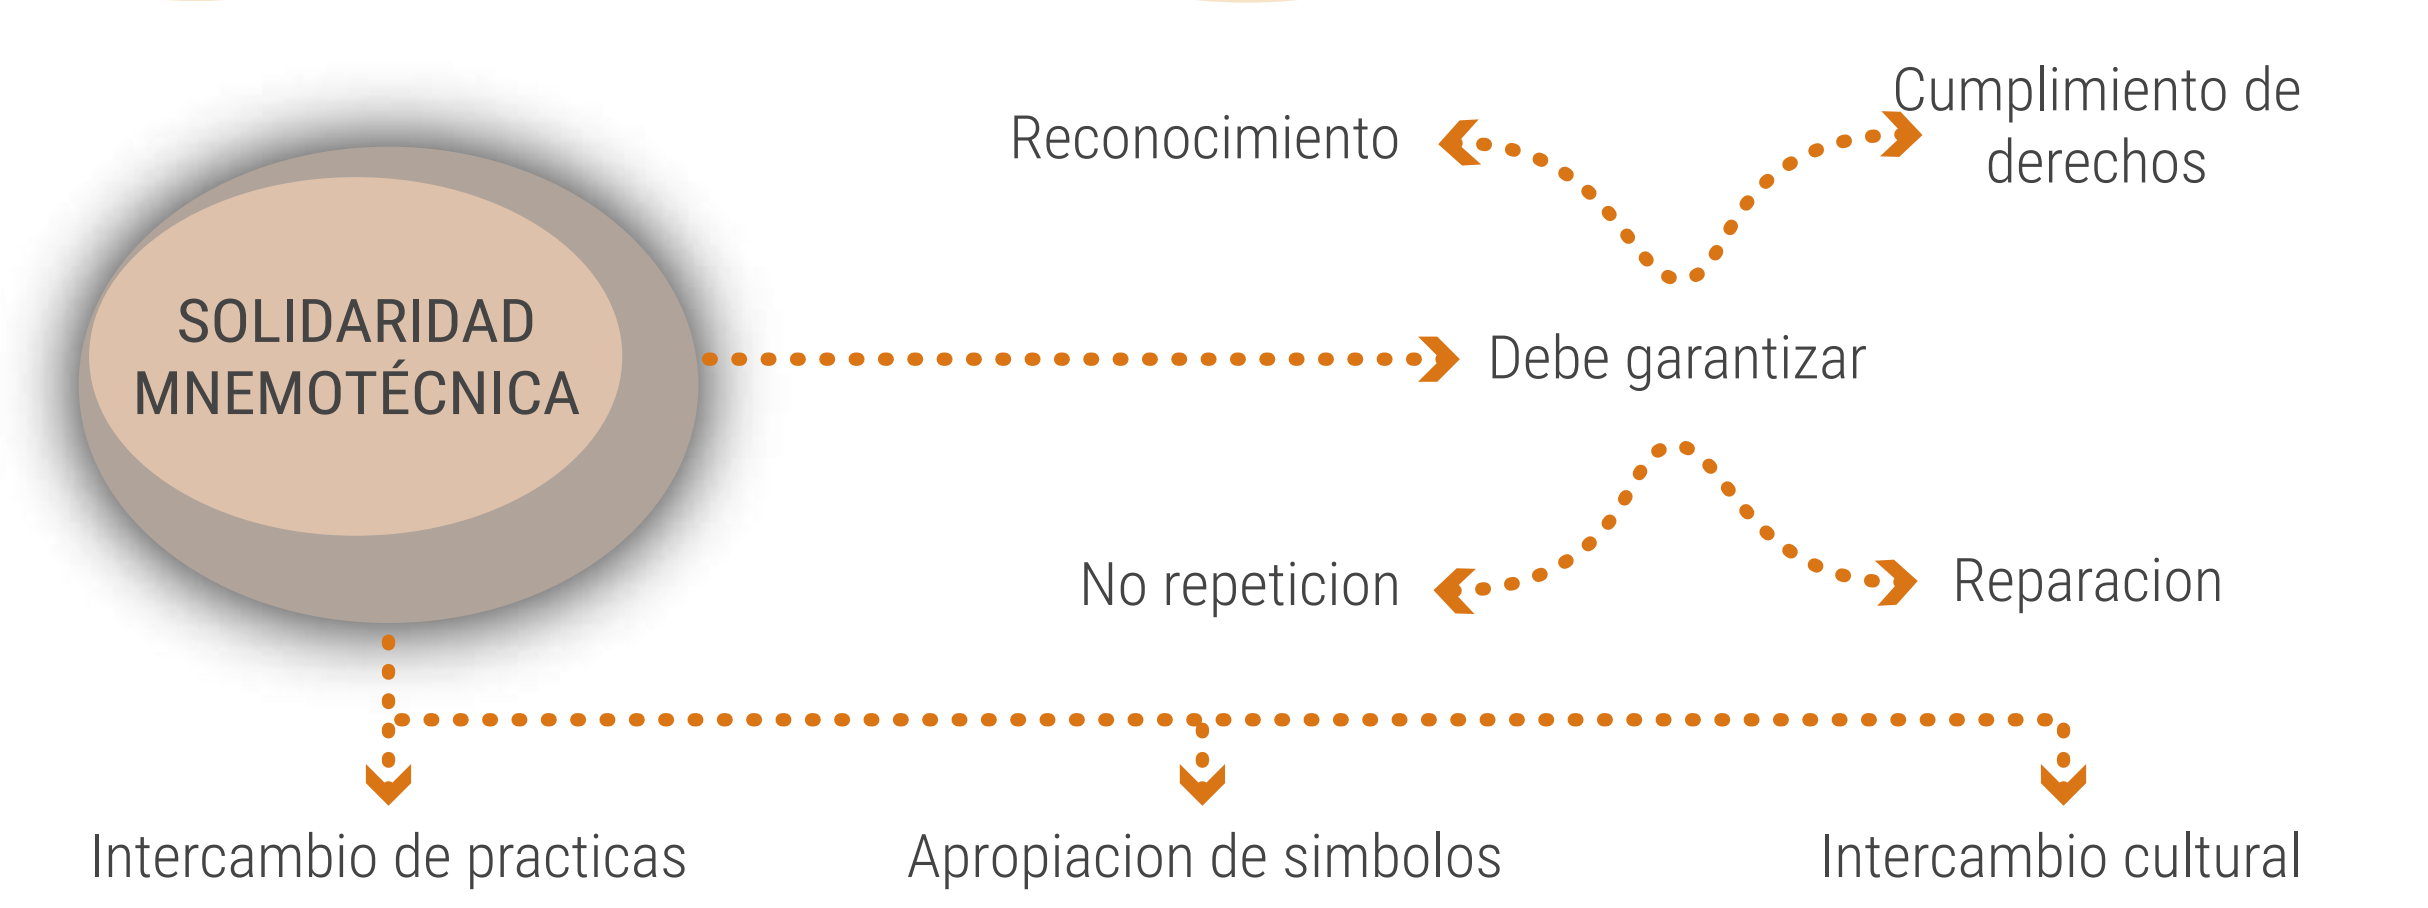 Cumplimiento de
derechos
Reconocimiento
SOLIDARIDAD
MNEMOTÉCNICA
Debe garantizar
No repeticion
Reparacion
Intercambio de practicas
Apropiacion de simbolos
Intercambio cultural